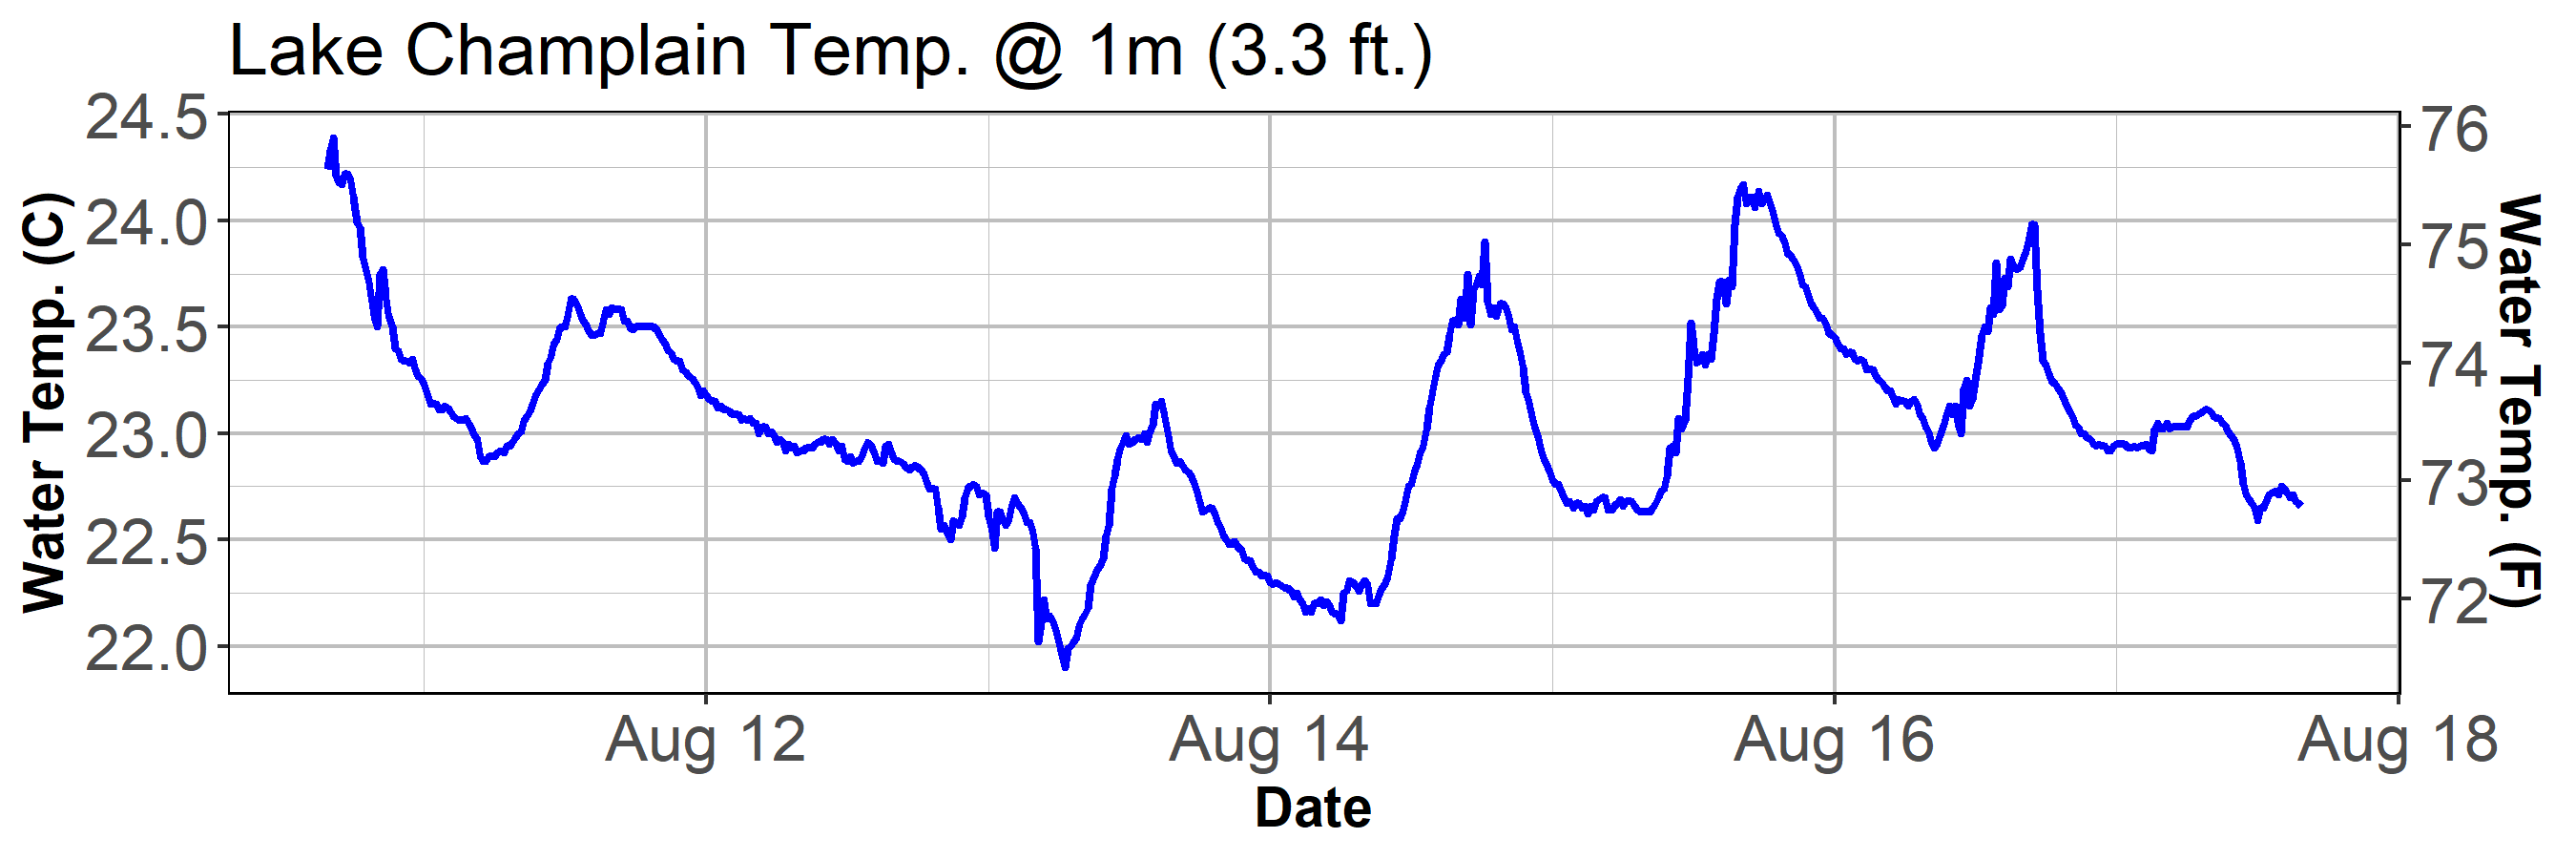 Lake Champlain Temp. @ 1m (3.3 ft.)
Water Temp. (C)
24.5
24.0
23.5
23.0
22.5
22.0
76
75
74
73
72
Water Temp. (F)
Aug 12
Aug 14
Aug 16
Aug 18
Date